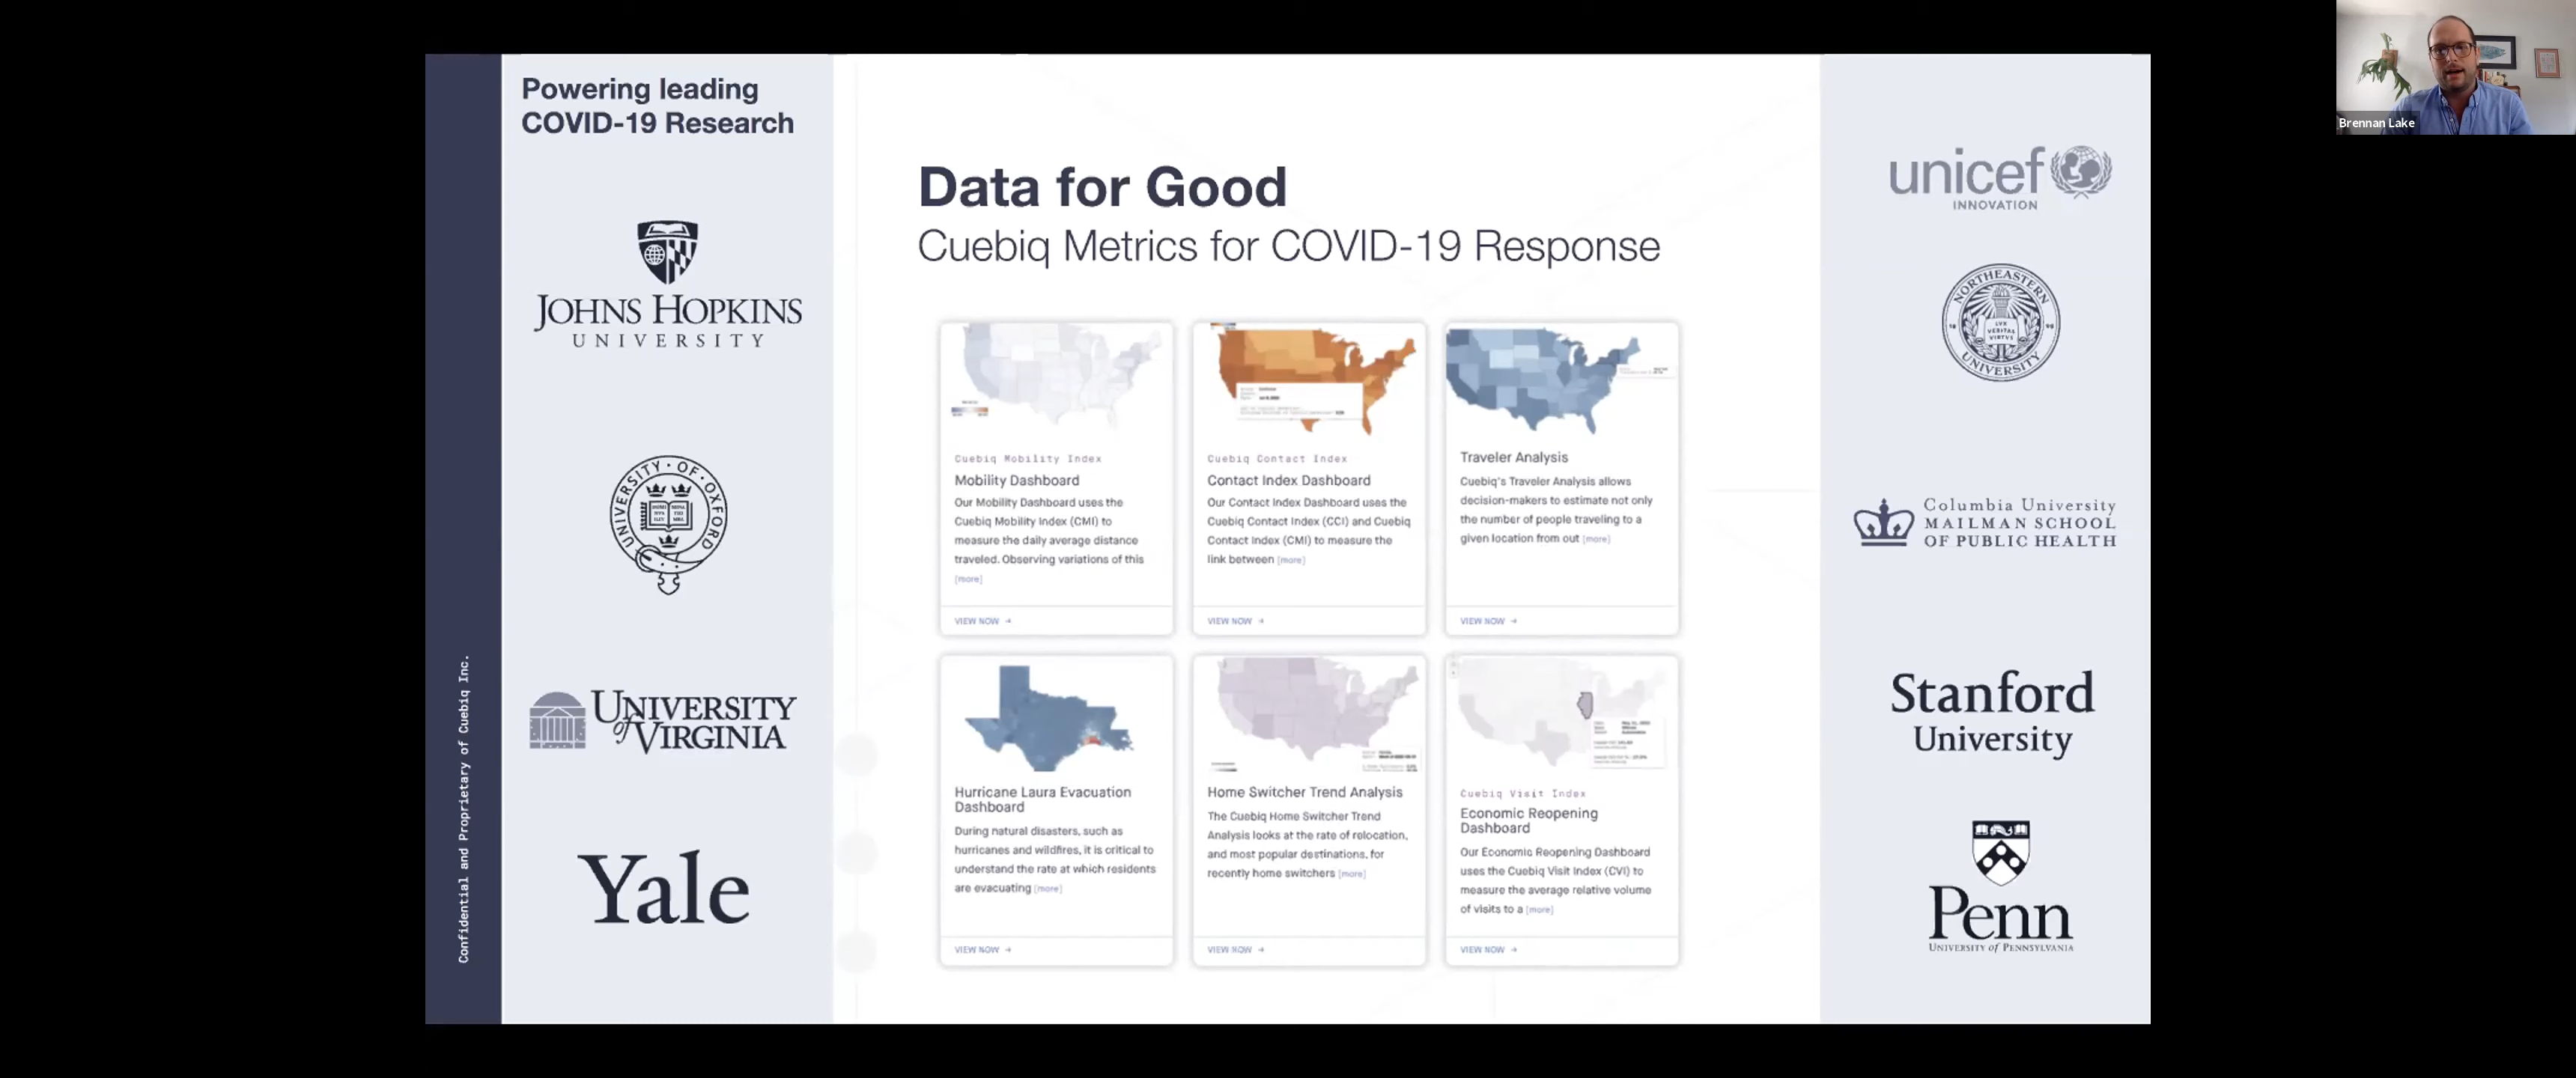 Powering leading
COVID-19 Research
JOHNS HOPKINS
UNIVERSITY
UNIVERSITY · OF · OXFORD
UNIVERSITY
of VIRGINIA
Yale
Confidential and Proprietary of Cuebiq Inc.
Data for Good
Cuebiq Metrics for COVID-19 Response
Cuebiq Mobility Index
Mobility Dashboard
Our Mobility Dashboard uses the
Cuebiq Mobility Index (CMI) to
measure the daily average distance
traveled. Observing variations of this
[more]
VIEW NOW →
Cuebiq Contact Index
Contact Index Dashboard
Our Contact Index Dashboard uses the
Cuebiq Contact Index (CCI) and Cuebiq
Contact Index (CMI) to measure the
link between [more]
VIEW NOW →
Traveler Analysis
Cuebiq's Traveler Analysis allows
decision-makers to estimate not only
the number of people traveling to a
given location from out [more]
VIEW NOW →
Hurricane Laura Evacuation
Dashboard
During natural disasters, such as
hurricanes and wildfires, it is critical to
understand the rate at which residents
are evacuating [more]
VIEW NOW →
Home Switcher Trend Analysis
The Cuebiq Home Switcher Trend
Analysis looks at the rate of relocation,
and most popular destinations, for
recently home switchers [more]
VIEW NOW →
Cuebiq Visit Index
Economic Reopening
Dashboard
Our Economic Reopening Dashboard
uses the Cuebiq Visit Index (CVI) to
measure the average relative volume
of visits to a [more]
VIEW NOW →
unicef
INNOVATION
NORTHEASTERN
UNIVERSITY
LVX
VERITAS
VIRTVS
Columbia University
MAILMAN SCHOOL
OF PUBLIC HEALTH
Stanford
University
Penn
UNIVERSITY of PENNSYLVANIA
Brennan Lake